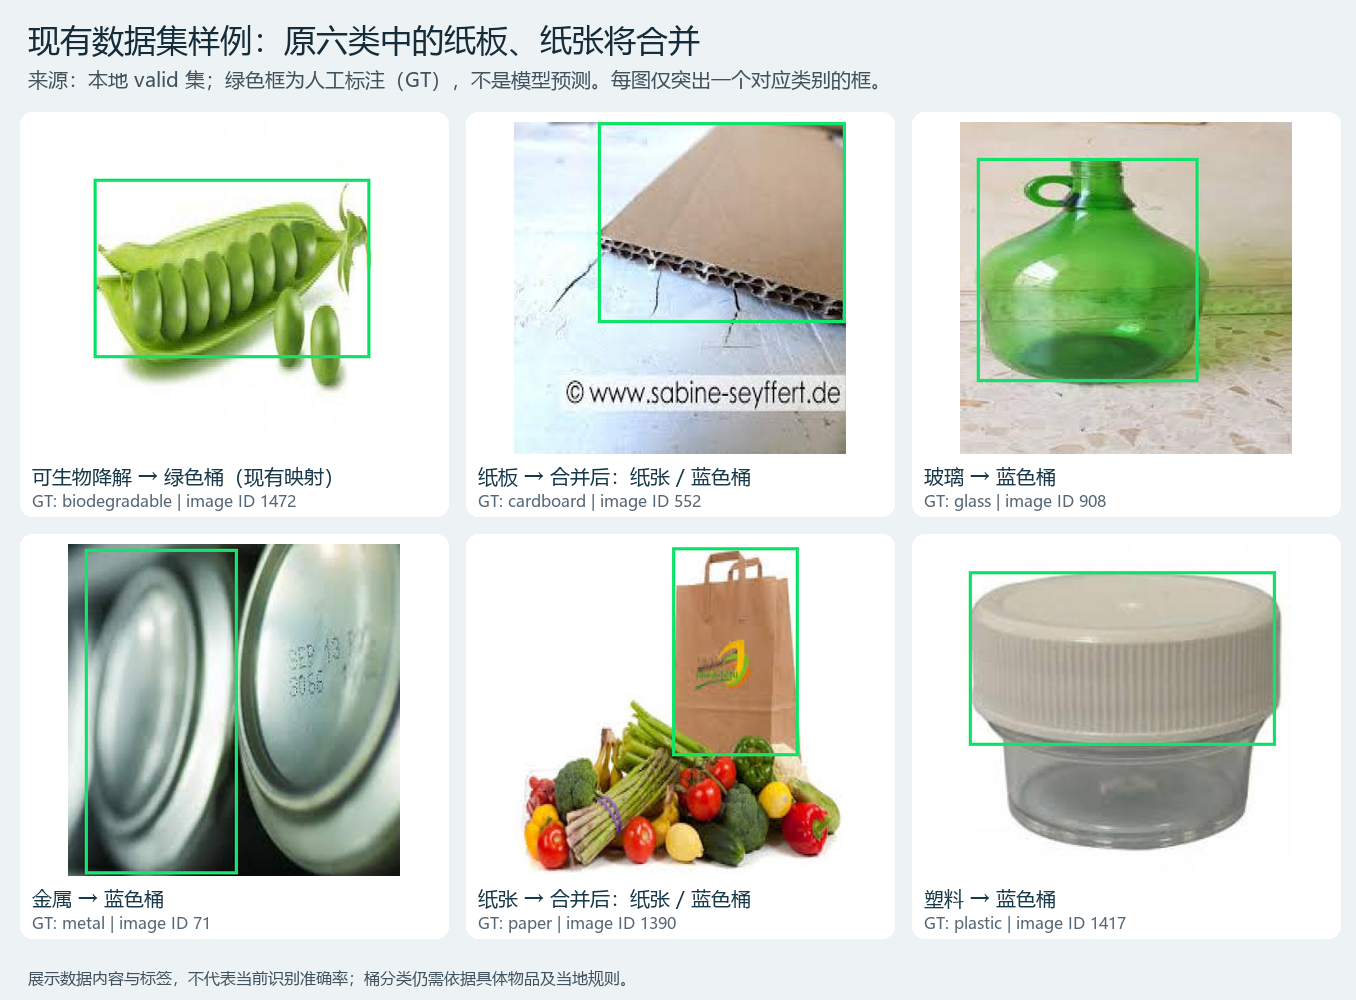 现有数据集样例：原六类中的纸板、纸张将合并
来源：本地 valid 集；绿色框为人工标注（GT），不是模型预测。每图仅突出一个对应类别的框。
© www.sabine-seyffert.de
可生物降解 → 绿色桶（现有映射）
GT: biodegradable | image ID 1472
纸板 → 合并后：纸张 / 蓝色桶
GT: cardboard | image ID 552
玻璃 → 蓝色桶
GT: glass | image ID 908
金属 → 蓝色桶
GT: metal | image ID 71
纸张 → 合并后：纸张 / 蓝色桶
GT: paper | image ID 1390
塑料 → 蓝色桶
GT: plastic | image ID 1417
展示数据内容与标签，不代表当前识别准确率；桶分类仍需依据具体物品及当地规则。